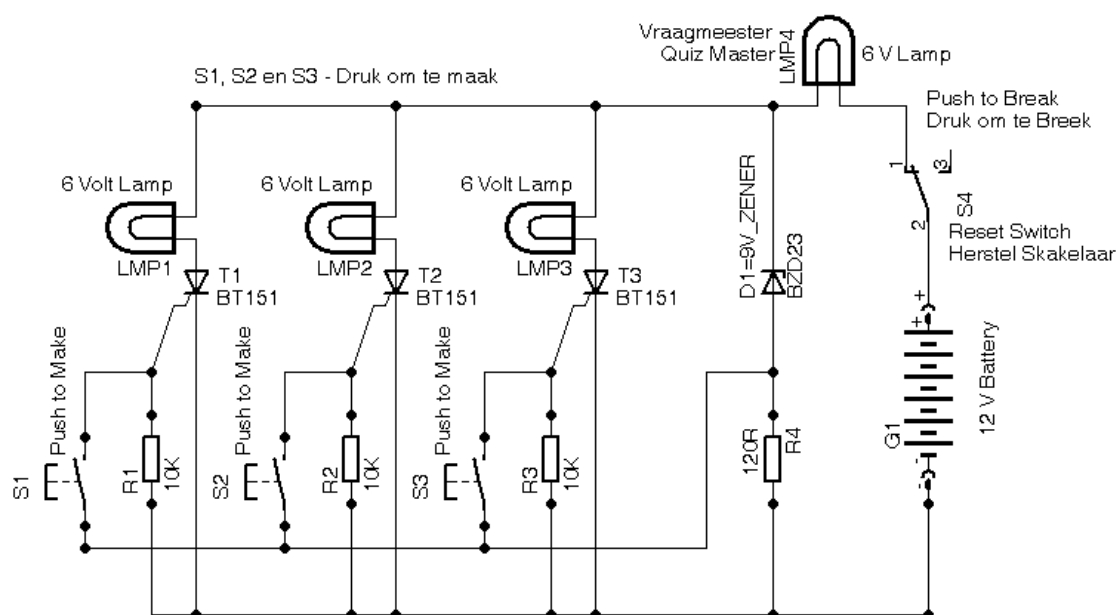 Vraagmeester
Quiz Master
LMP4
6 V Lamp
S1, S2 en S3 - Druk om te maak
Push to Break
Druk om te Breek
1
3
2
S4
Reset Switch
Herstel Skakelaar
6 Volt Lamp
6 Volt Lamp
6 Volt Lamp
LMP1
LMP2
LMP3
T1
BT151
T2
BT151
T3
BT151
D1=9V_ZENER
BZD23
+
+
12 V Battery
G1
-
-
Push to Make
Push to Make
Push to Make
S1
R1
10K
S2
R2
10K
S3
R3
10K
120R
R4